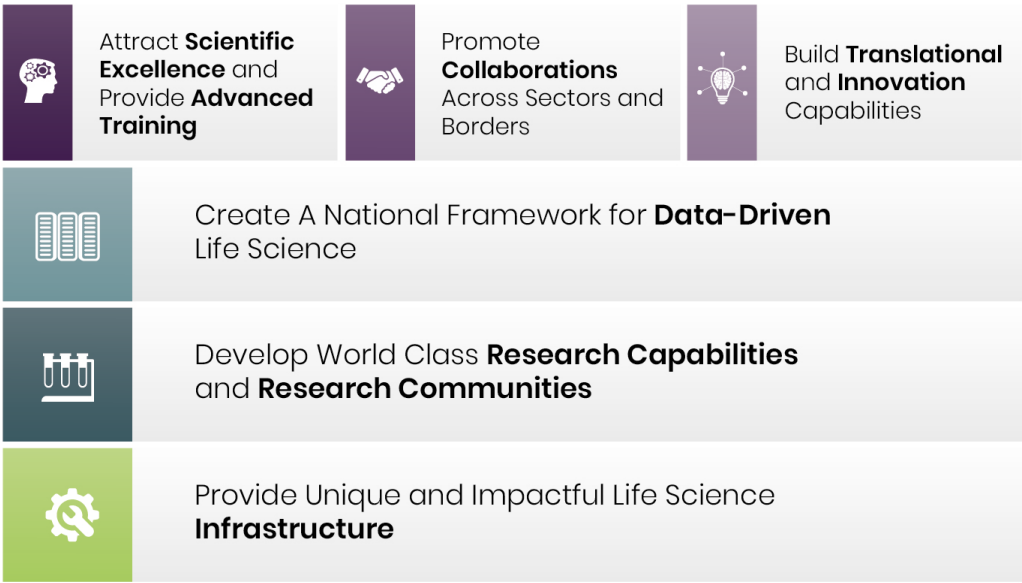 Attract Scientific
Excellence and
Provide Advanced
Training
Promote
Collaborations
Across Sectors and
Borders
Build Translational
and Innovation
Capabilities
Create A National Framework for Data-Driven
Life Science
Develop World Class Research Capabilities
and Research Communities
Provide Unique and Impactful Life Science
Infrastructure